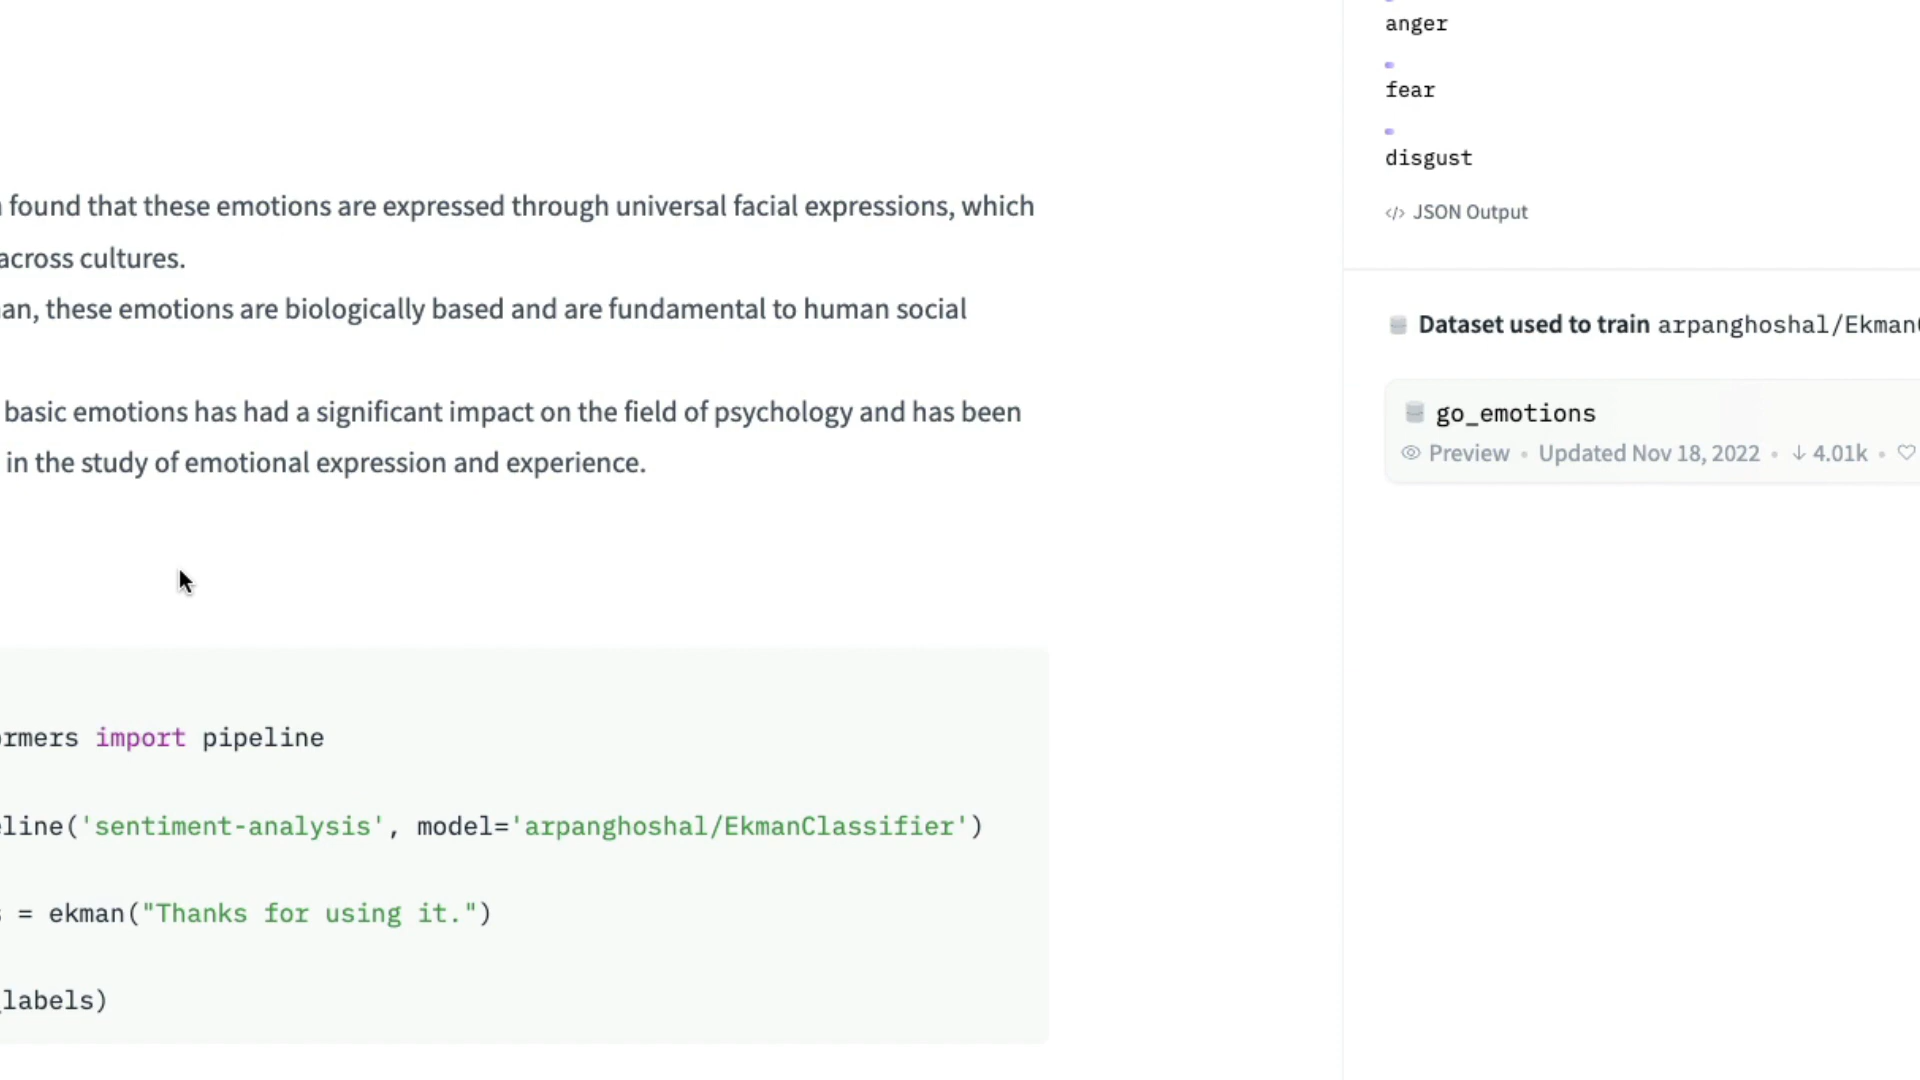 found that these emotions are expressed through universal facial expressions, which
across cultures.
these emotions are biologically based and are fundamental to human social
basic emotions has had a significant impact on the field of psychology and has been
in the study of emotional expression and experience.
import pipeline
('sentiment-analysis', model='arpanghoshal/EkmanClassifier')
= ekman("Thanks for using it.")
labels)
anger
fear
disgust
</> JSON Output
Dataset used to train arpanghoshal/Ekman
go_emotions
Preview • Updated Nov 18, 2022 • ↓ 4.01k •